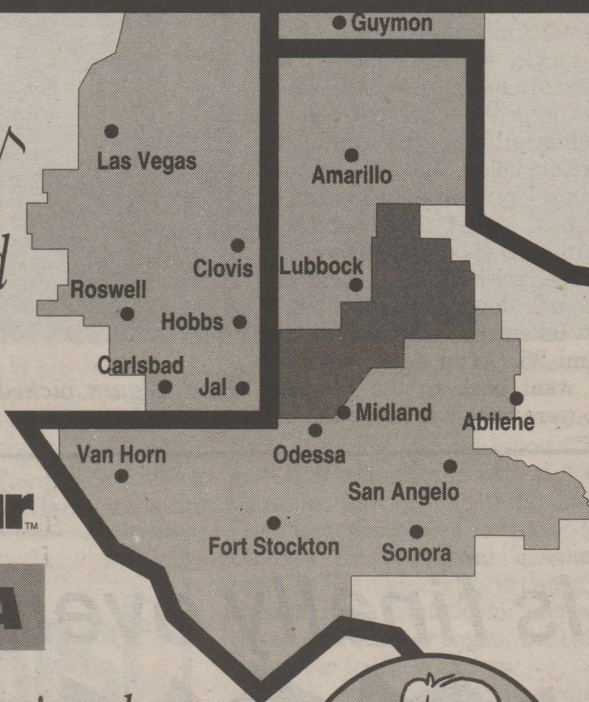 Guymon
Las Vegas
Amarillo
Clovis
Lubbock
Roswell
Hobbs
Carlsbad
Jal
Midland
Abilene
Van Horn
Odessa
San Angelo
Fort Stockton
Sonora
TM
A